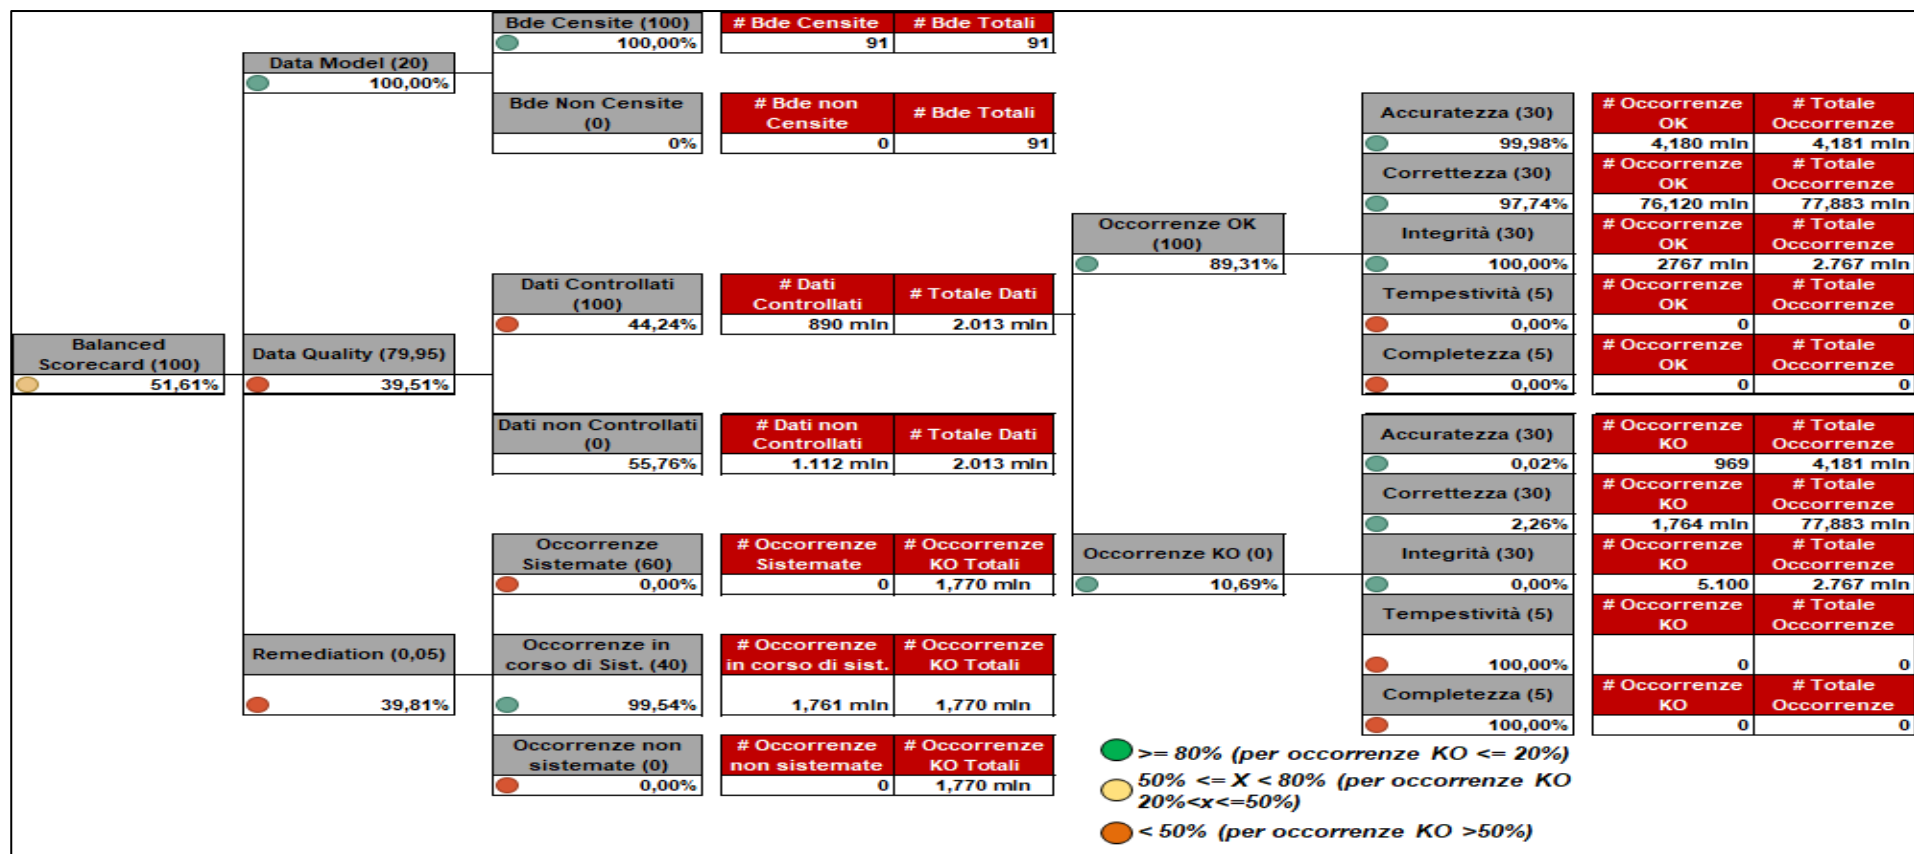 Bde Censite (100)
# Bde Censite
# Bde Totali
100,00%
91
91
Data Model (20)
100,00%
Bde Non Censite
(0)
# Bde non
Censite
# Bde Totali
0%
0
91
Balanced
Scorecard (100)
51,61%
Data Quality (79,95)
39,51%
Dati Controllati
(100)
# Dati
Controllati
# Totale Dati
44,24%
890 mln
2.013 mln
Dati non Controllati
(0)
# Dati non
Controllati
# Totale Dati
55,76%
1.112 mln
2.013 mln
Occorrenze
Sistemate (60)
# Occorrenze
Sistemate
# Occorrenze
KO Totali
0,00%
0
1,770 mln
Remediation (0,05)
39,81%
Occorrenze in
corso di Sist. (40)
# Occorrenze
in corso di sist.
# Occorrenze
KO Totali
99,54%
1,761 mln
1,770 mln
Occorrenze non
sistemate (0)
# Occorrenze
non sistemate
# Occorrenze
KO Totali
0,00%
0
1,770 mln
Occorrenze OK
(100)
89,31%
Accuratezza (30)
# Occorrenze
OK
# Totale
Occorrenze
99,98%
4,180 mln
4,181 mln
Correttezza (30)
# Occorrenze
OK
# Totale
Occorrenze
97,74%
76,120 mln
77,883 mln
Integrità (30)
# Occorrenze
OK
# Totale
Occorrenze
100,00%
2767 mln
2.767 mln
Tempestività (5)
# Occorrenze
OK
# Totale
Occorrenze
0,00%
0
0
Completezza (5)
# Occorrenze
OK
# Totale
Occorrenze
0,00%
0
0
Occorrenze KO (0)
10,69%
Accuratezza (30)
# Occorrenze
KO
# Totale
Occorrenze
0,02%
969
4,181 mln
Correttezza (30)
# Occorrenze
KO
# Totale
Occorrenze
2,26%
1,764 mln
77,883 mln
Integrità (30)
# Occorrenze
KO
# Totale
Occorrenze
0,00%
5.100
2.767 mln
Tempestività (5)
# Occorrenze
KO
# Totale
Occorrenze
100,00%
0
0
Completezza (5)
# Occorrenze
KO
# Totale
Occorrenze
100,00%
0
0
>= 80% (per occorrenze KO <= 20%)
50% <= X < 80% (per occorrenze KO
20%<x<=50%)
< 50% (per occorrenze KO >50%)